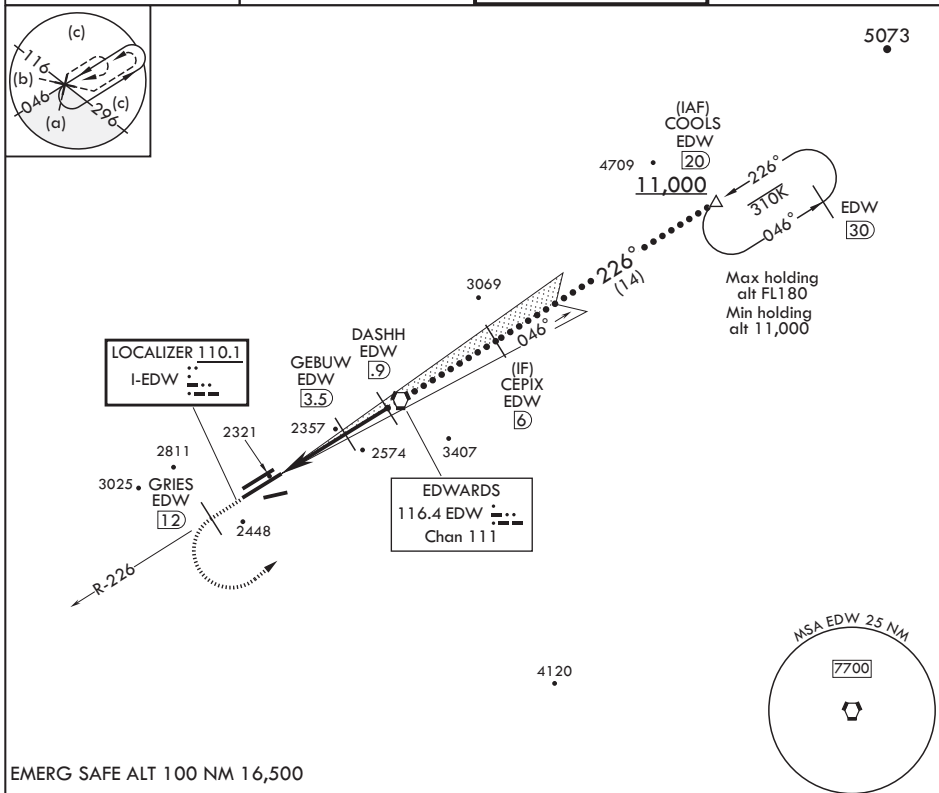 (c)
116
(b)
046
(c)
296
(a)
5073
(IAF)
COOLS
EDW
20
4709
11,000
226°
310K
046°
EDW
30
Max holding
alt FL180
Min holding
alt 11,000
226°
(14)
3069
046°
(IF)
CEPIX
EDW
6
DASHH
EDW
.9
GEBUW
EDW
3.5
LOCALIZER 110.1
I-EDW
2357
2321
2574
3407
2811
3025
GRIES
EDW
12
2448
EDWARDS
116.4 EDW
Chan 111
R-226
MSA EDW 25 NM
7700
4120
EMERG SAFE ALT 100 NM 16,500